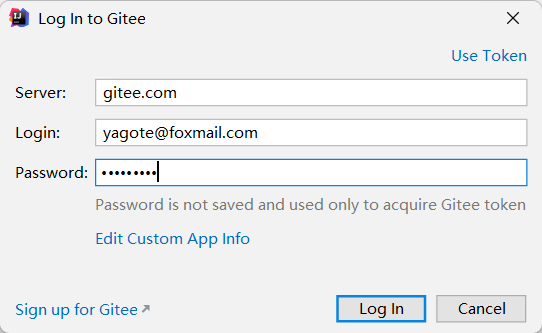 Log In to Gitee
Use Token
Server: gitee.com
Login: yagote@foxmail.com
Password: •••••••••
Password is not saved and used only to acquire Gitee token
Edit Custom App Info
Sign up for Gitee Log In Cancel